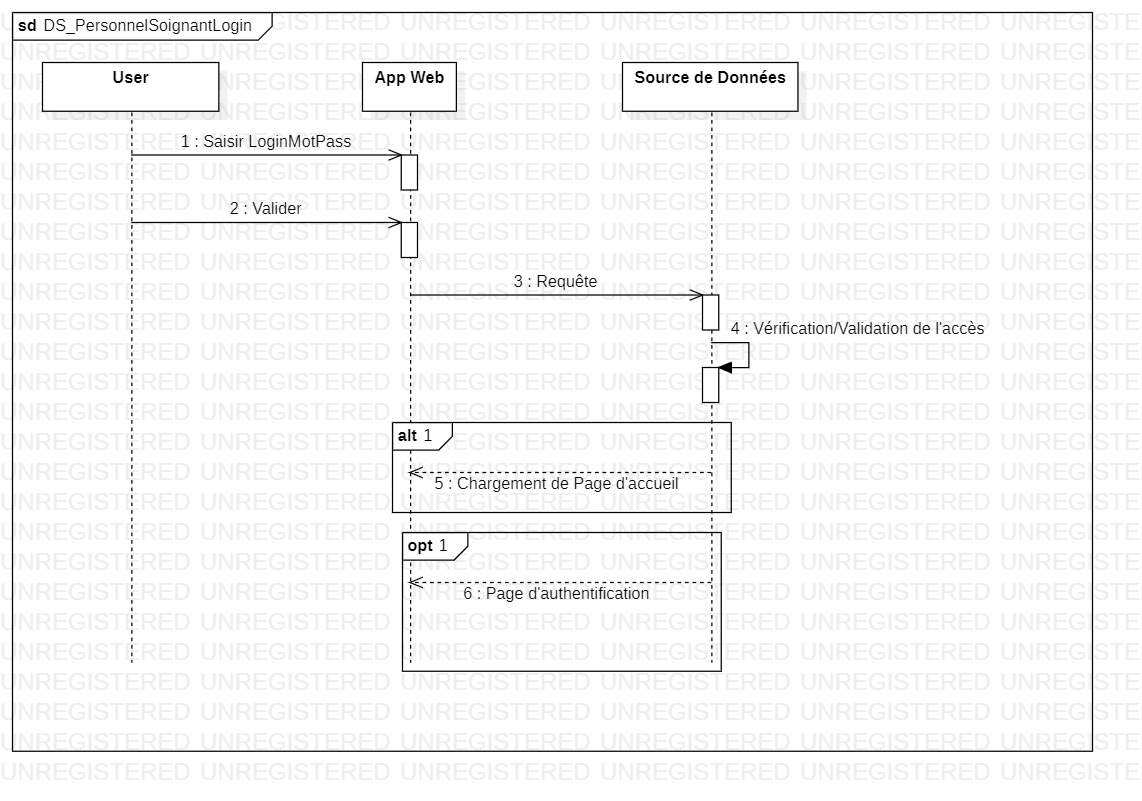 sd DS_PersonnelSoignantLogin
User
App Web
Source de Données
1 : Saisir LoginMotPass
2 : Valider
3 : Requête
4 : Vérification/Validation de l'accès
alt 1
5 : Chargement de Page d'accueil
opt 1
6 : Page d'authentification
UNREGISTERED